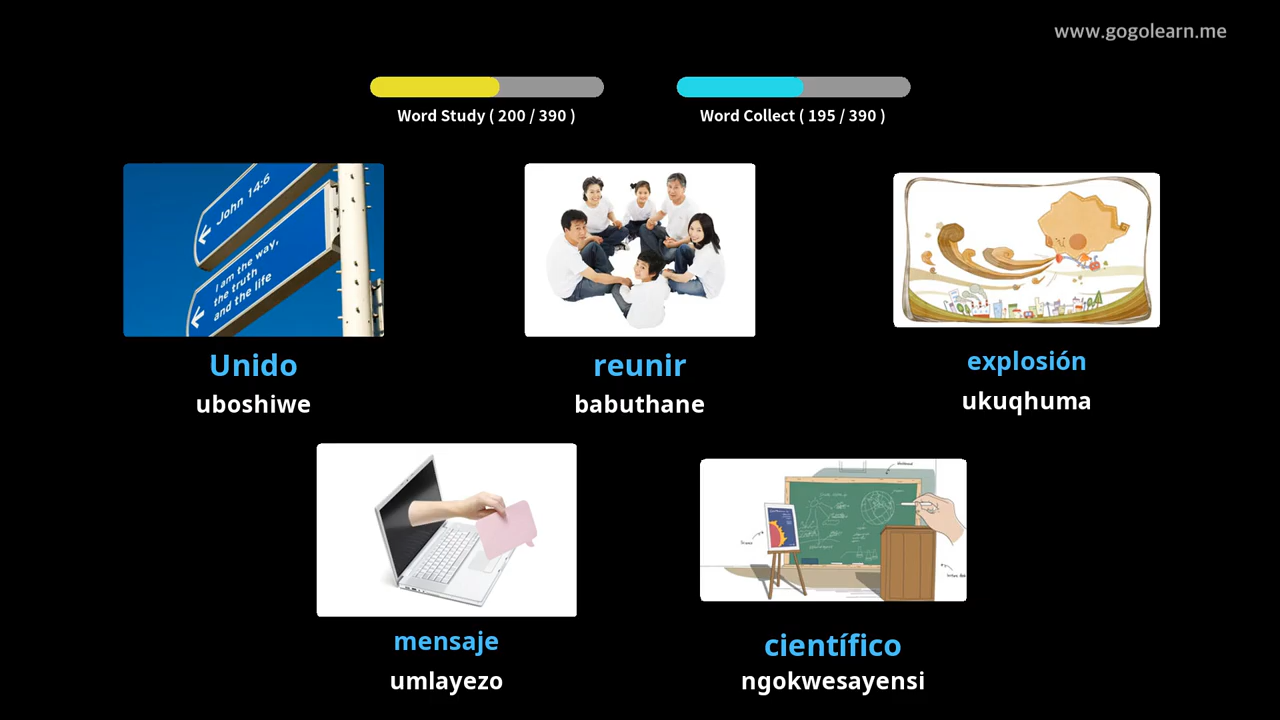 www.gogolearn.me
Word Study ( 200 / 390 )
Word Collect ( 195 / 390 )
John 14:6
I am the way,
the truth
and the life
Unido
uboshiwe
reunir
babuthane
explosión
ukuqhuma
mensaje
umlayezo
científico
ngokwesayensi